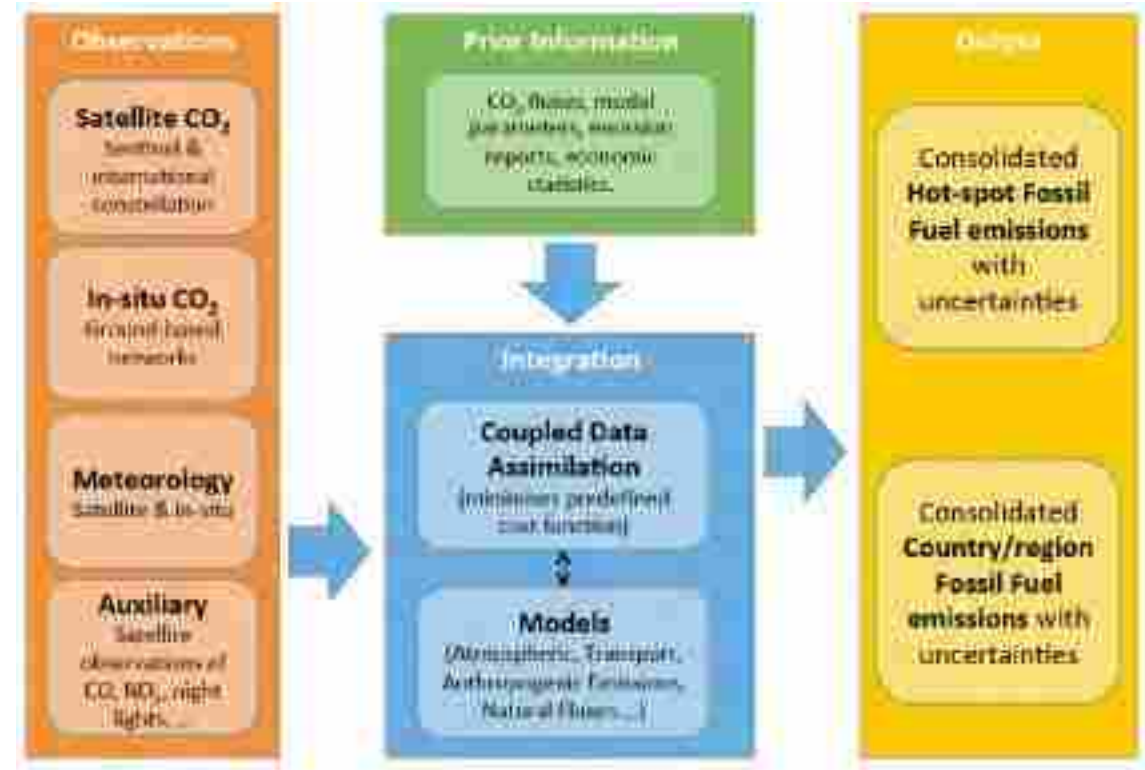 Observations
Satellite CO₂
Sentinel &
international
constellation
In-situ CO₂
Ground-based
networks
Meteorology
Satellite & in-situ
Auxiliary
Satellite
observations of
CO, NO₂, night
lights, ...
Prior Information
CO₂ fluxes, model
parameters, emission
reports, economic
statistics.
Integration
Coupled Data
Assimilation
(minimises predefined
cost function)
Models
(Atmospheric, Transport,
Anthropogenic Emissions,
Natural Fluxes...)
Output
Consolidated
Hot-spot Fossil
Fuel emissions
with
uncertainties
Consolidated
Country/region
Fossil Fuel
emissions with
uncertainties